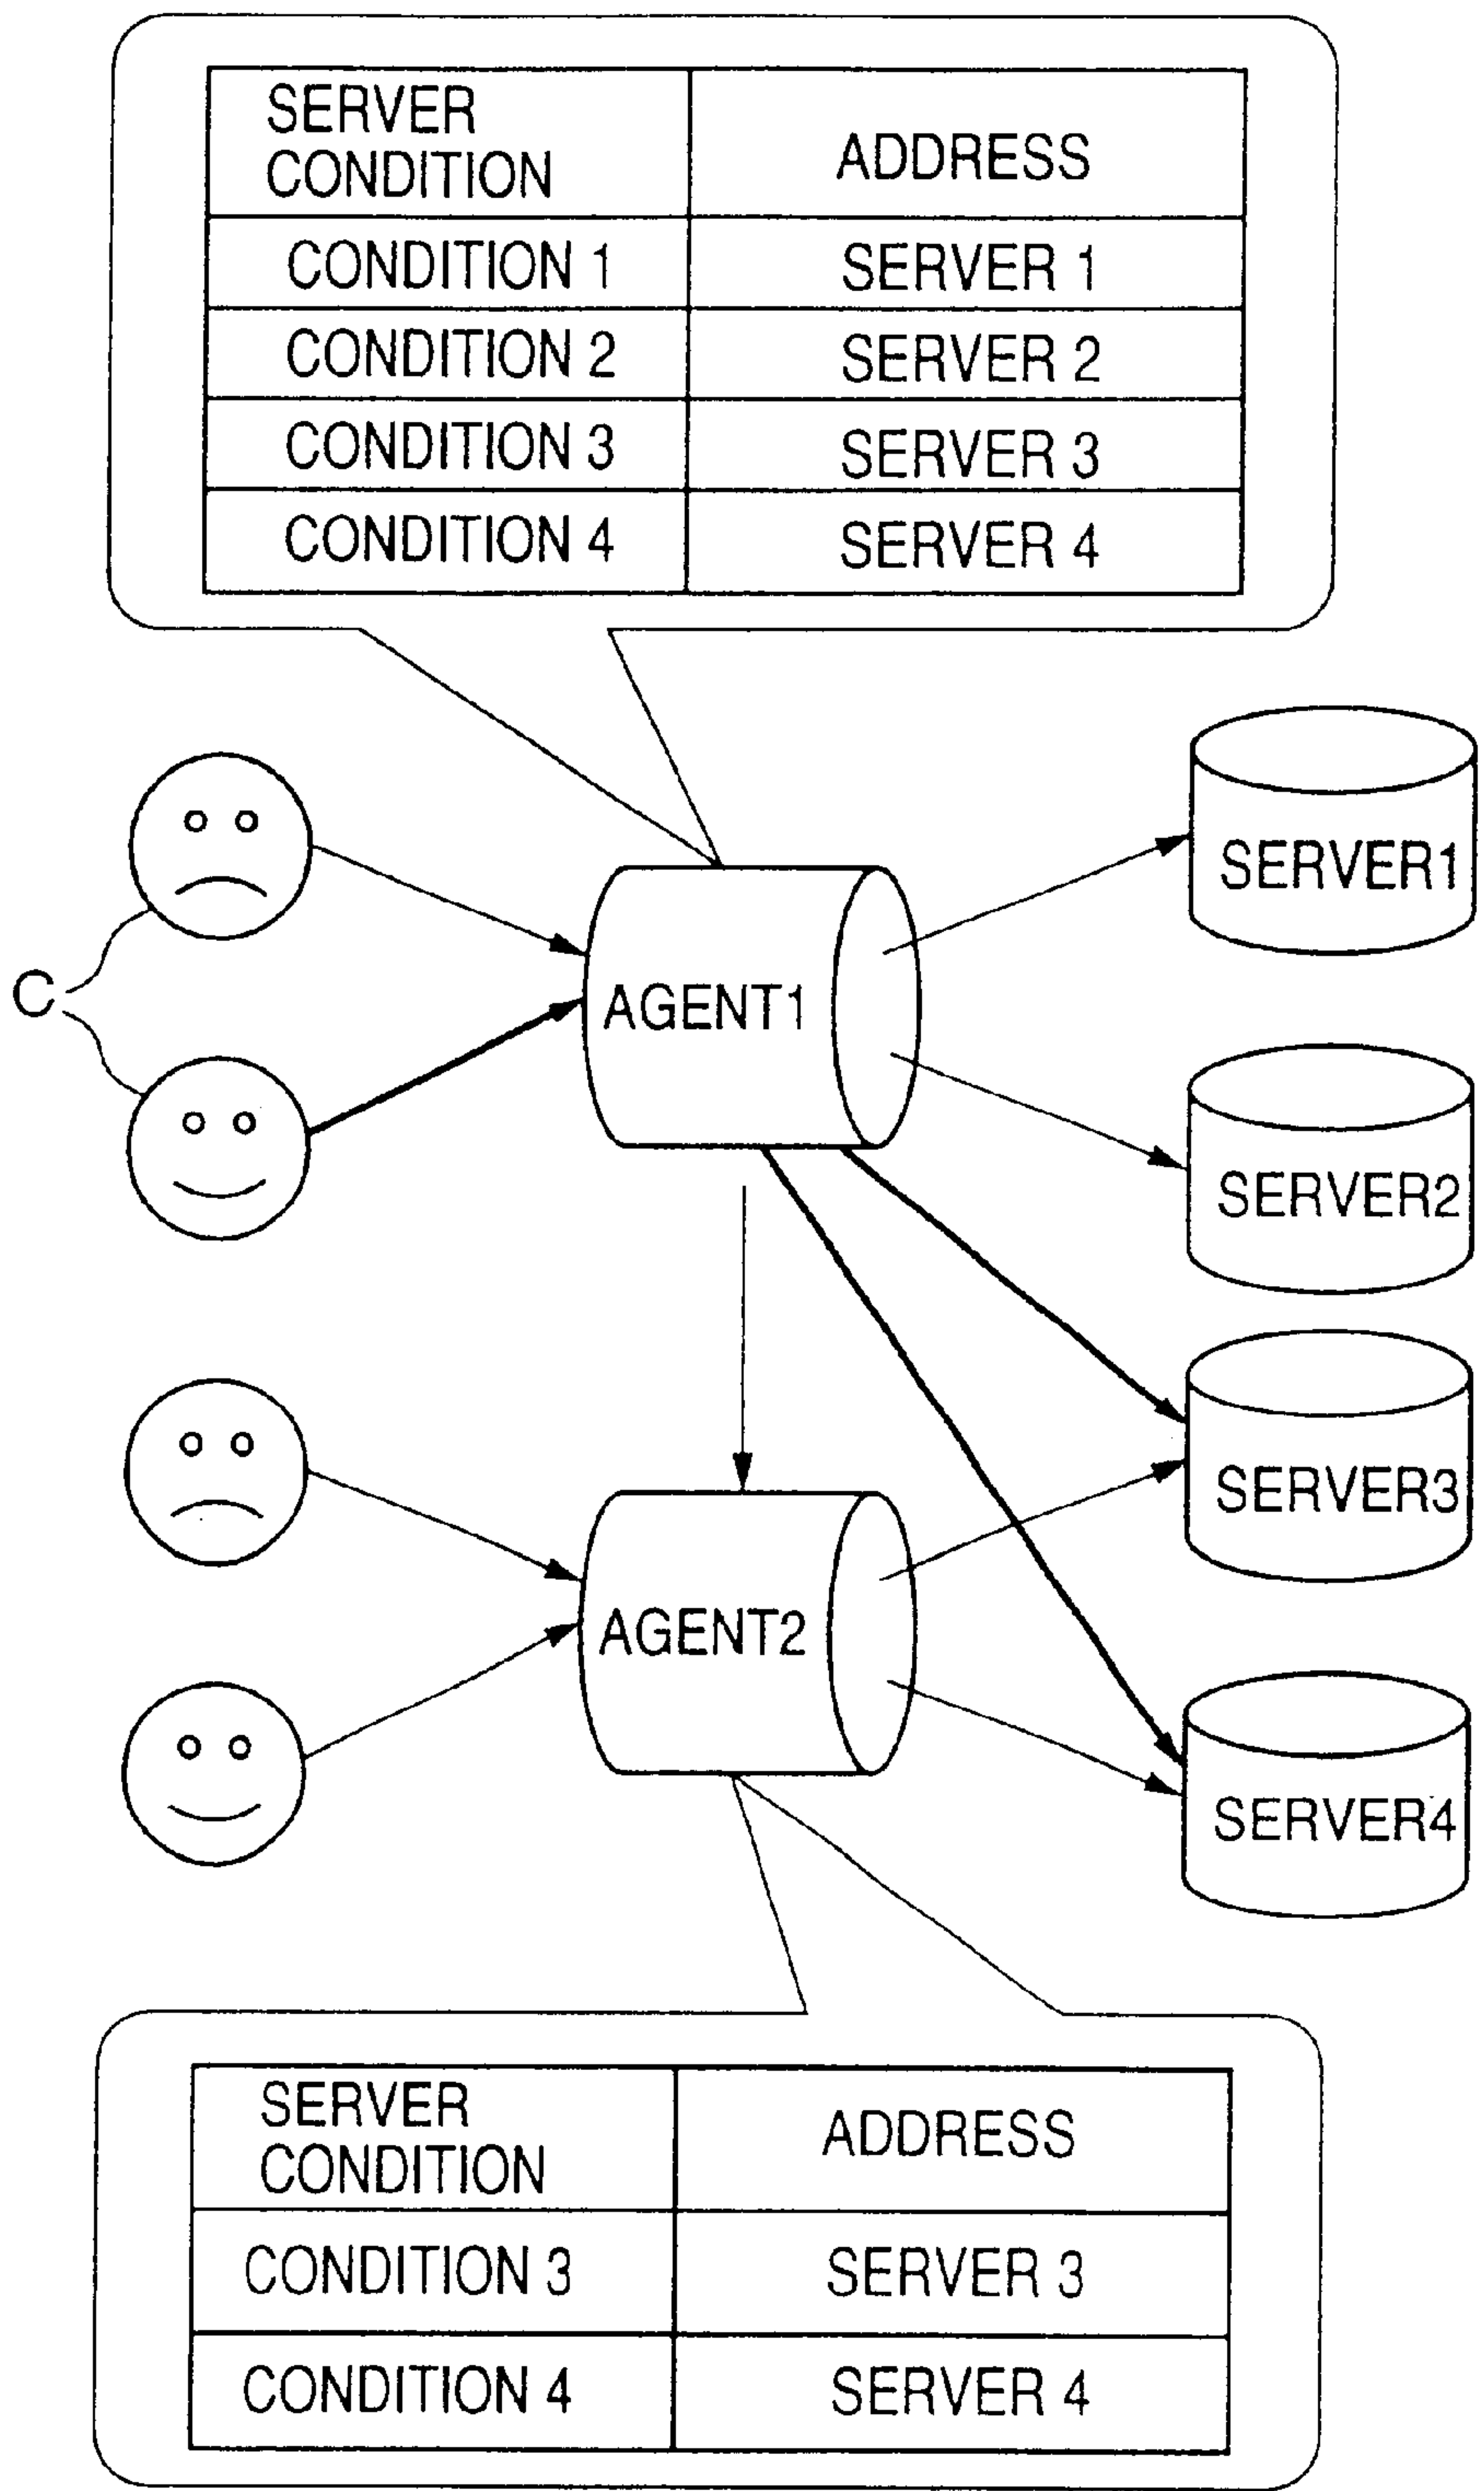 SERVER
CONDITION
ADDRESS
CONDITION 1
SERVER 1
CONDITION 2
SERVER 2
CONDITION 3
SERVER 3
CONDITION 4
SERVER 4
SERVER1
AGENT1
C
SERVER2
SERVER3
AGENT2
SERVER4
SERVER
CONDITION
ADDRESS
CONDITION 3
SERVER 3
CONDITION 4
SERVER 4